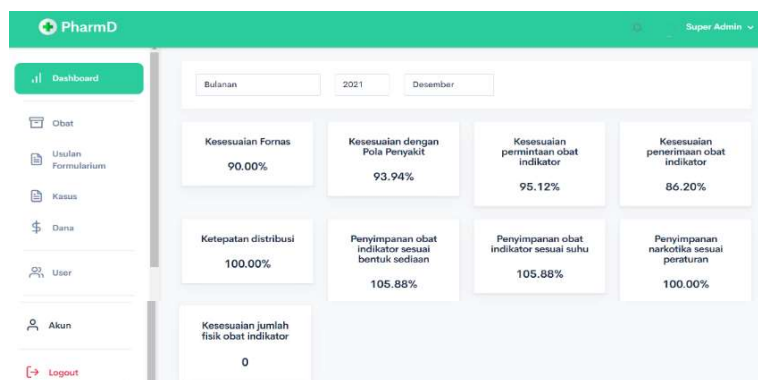 PharmD
Super Admin
Dashboard
Obat
Usulan
Formularium
Kasus
Dana
User
Akun
Logout
Bulanan
2021
Desember
Kesesuaian Fornas
90.00%
Kesesuaian dengan
Pola Penyakit
93.94%
Kesesuaian
permintaan obat
indikator
95.12%
Kesesuaian
penerimaan obat
indikator
86.20%
Ketepatan distribusi
100.00%
Penyimpanan obat
indikator sesuai
bentuk sediaan
105.88%
Penyimpanan obat
indikator sesuai suhu
105.88%
Penyimpanan
narkotika sesuai
peraturan
100.00%
Kesesuaian jumlah
fisik obat indikator
0